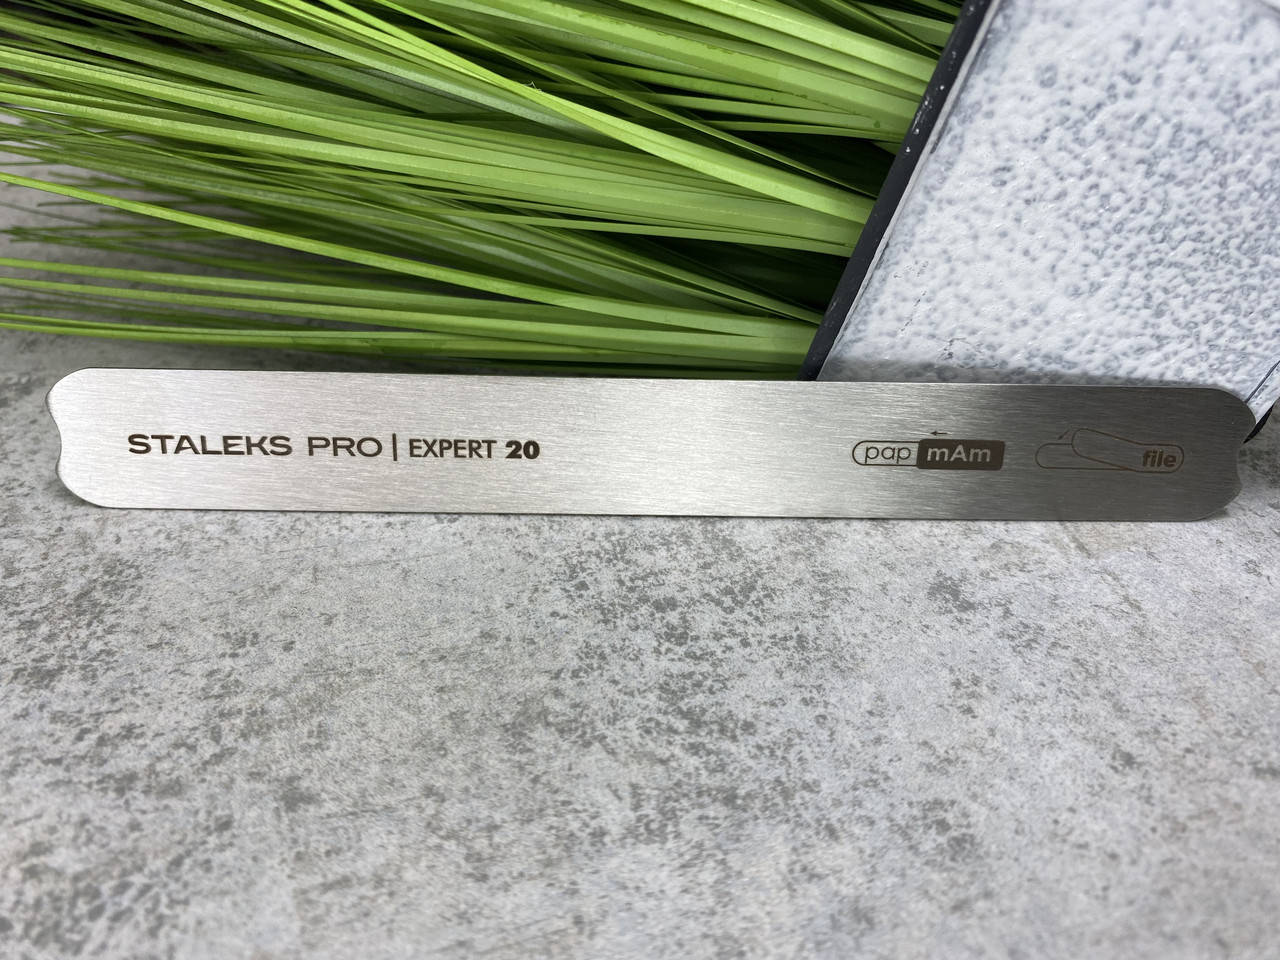 STALEKS PRO | EXPERT 20
pap mAm
file